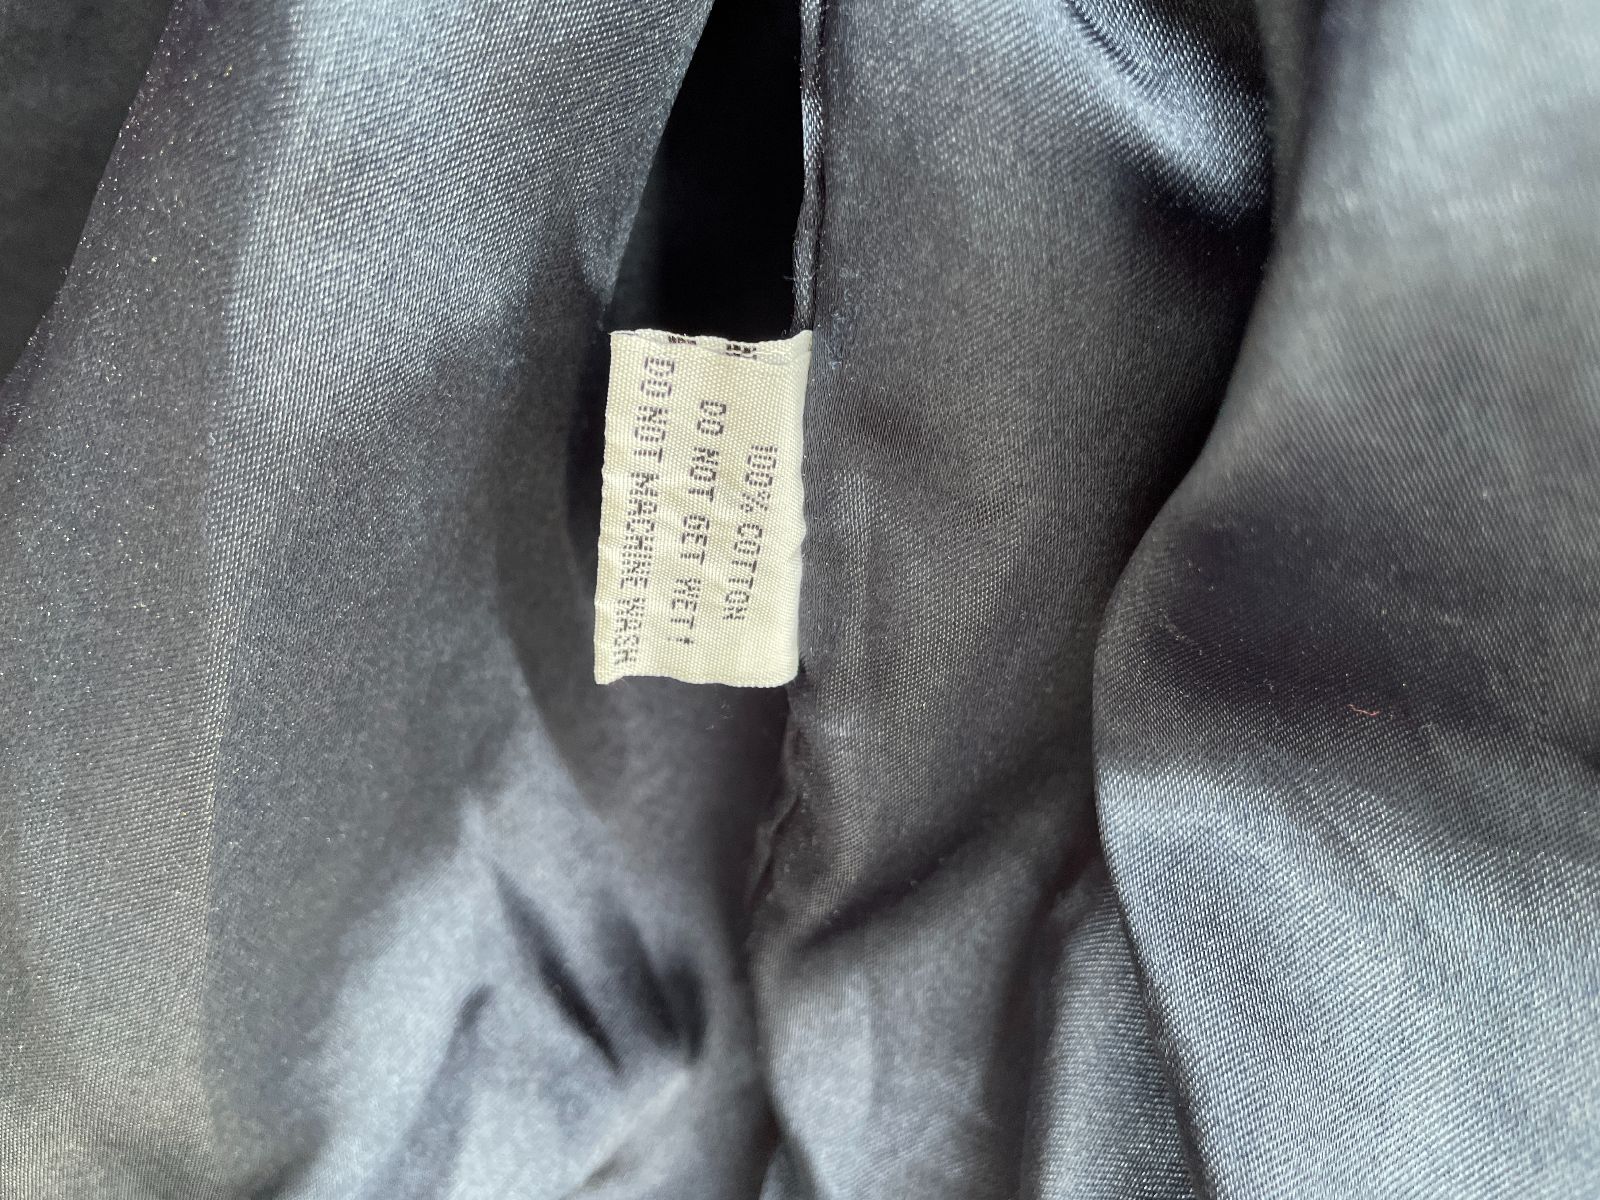 100% COTTON
DO NOT GET WET!
DO NOT MACHINE WASH